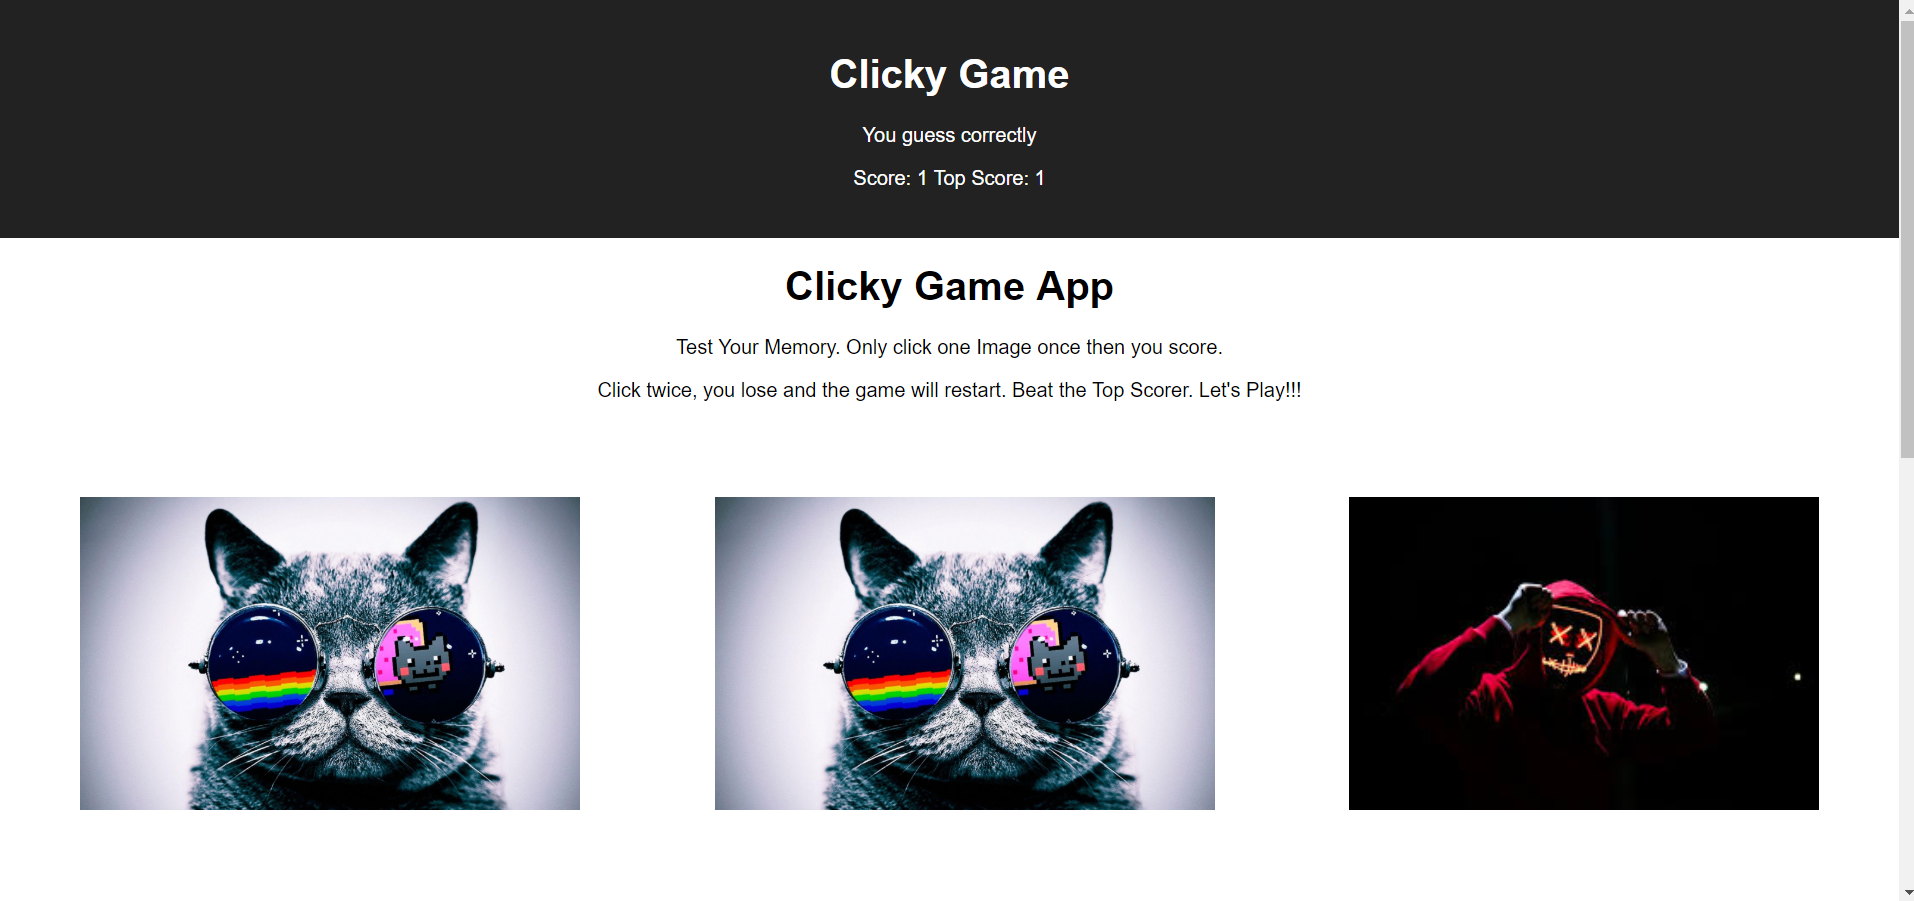 Clicky Game
You guess correctly
Score: 1 Top Score: 1
Clicky Game App
Test Your Memory. Only click one Image once then you score.
Click twice, you lose and the game will restart. Beat the Top Scorer. Let's Play!!!